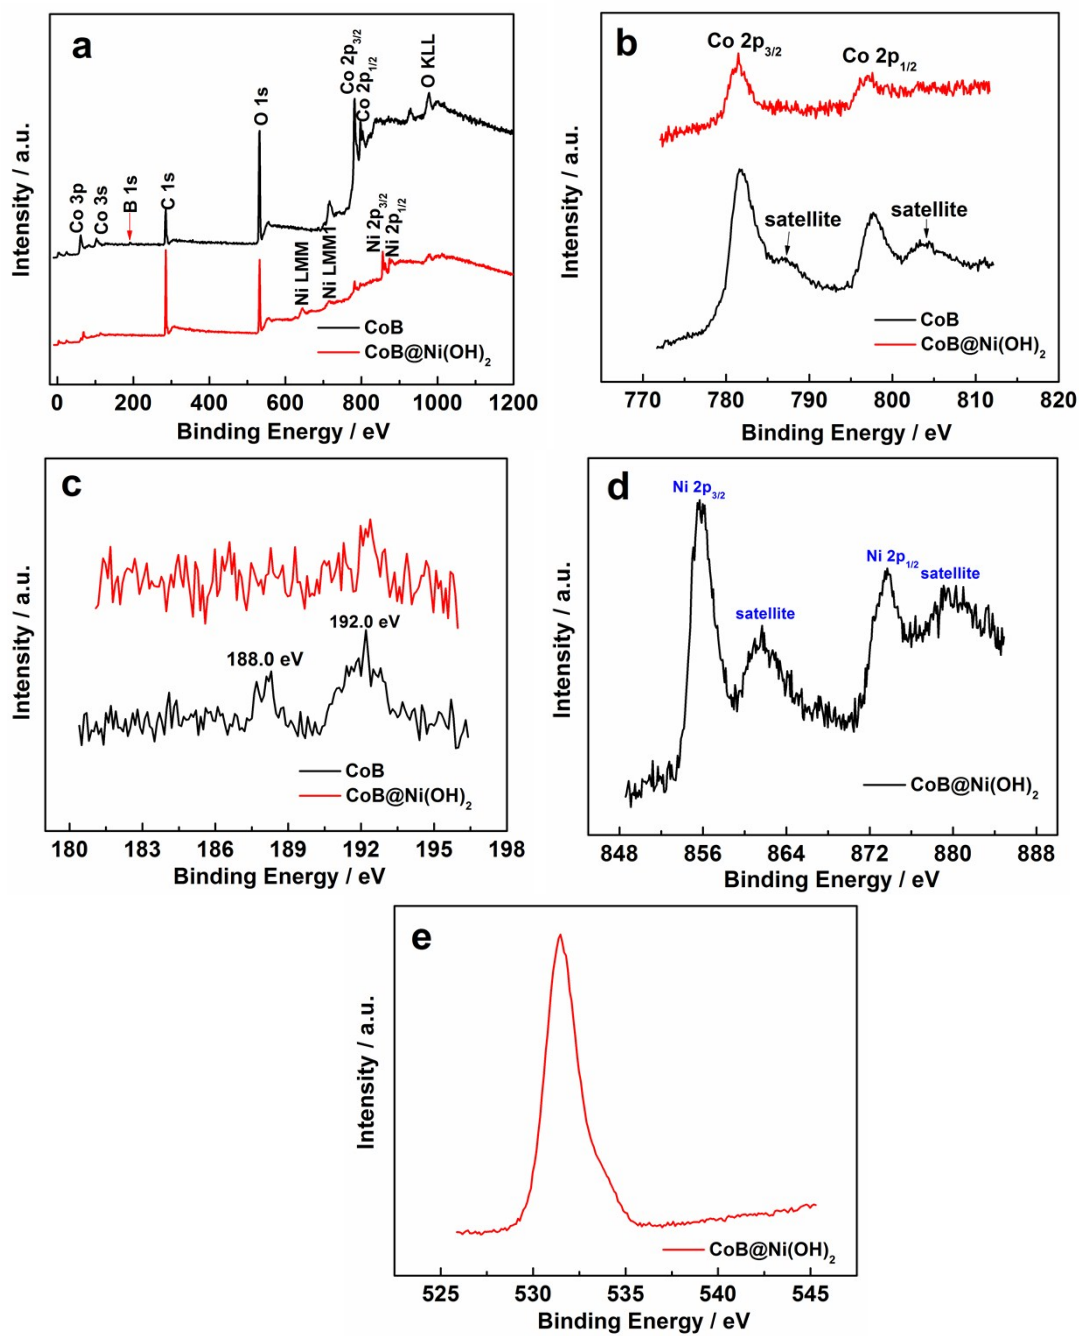 a
Co 3p
Co 3s
B 1s
C 1s
O 1s
Co 2p3/2
Co 2p1/2
O KLL
Ni LMM
Ni LMM1
Ni 2p3/2
Ni 2p1/2
CoB
CoB@Ni(OH)2
Intensity / a.u.
0 200 400 600 800 1000 1200
Binding Energy / eV
b
Co 2p3/2
Co 2p1/2
satellite
satellite
CoB
CoB@Ni(OH)2
Intensity / a.u.
770 780 790 800 810 820
Binding Energy / eV
c
192.0 eV
188.0 eV
CoB
CoB@Ni(OH)2
Intensity / a.u.
180 183 186 189 192 195 198
Binding Energy / eV
d
Ni 2p3/2
satellite
Ni 2p1/2
satellite
CoB@Ni(OH)2
Intensity / a.u.
848 856 864 872 880 888
Binding Energy / eV
e
CoB@Ni(OH)2
Intensity / a.u.
525 530 535 540 545
Binding Energy / eV